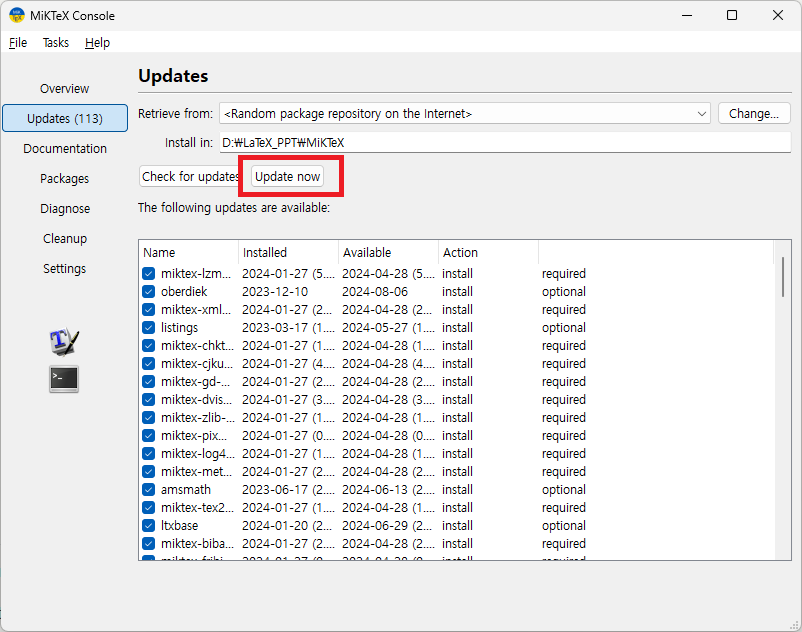 MiKTeX Console
File Tasks Help
Overview
Updates (113)
Documentation
Packages
Diagnose
Cleanup
Settings
Updates
Retrieve from: <Random package repository on the Internet> Change...
Install in: D:₩LaTeX_PPT₩MiKTeX
Check for updates Update now
The following updates are available:
Name Installed Available Action
miktex-lzm... 2024-01-27 (5.... 2024-04-28 (5.... install required
oberdiek 2023-12-10 2024-08-06 install optional
miktex-xml... 2024-01-27 (2.... 2024-04-28 (2.... install required
listings 2023-03-17 (1.... 2024-05-27 (1.... install optional
miktex-chkt... 2024-01-27 (1.... 2024-04-28 (1.... install required
miktex-cjku... 2024-01-27 (4.... 2024-04-28 (4.... install required
miktex-gd-... 2024-01-27 (2.... 2024-04-28 (2.... install required
miktex-dvis... 2024-01-27 (3.... 2024-04-28 (3.... install required
miktex-zlib-... 2024-01-27 (1.... 2024-04-28 (1.... install required
miktex-pix... 2024-01-27 (0.... 2024-04-28 (0.... install required
miktex-log4... 2024-01-27 (1.... 2024-04-28 (1.... install required
miktex-met... 2024-01-27 (2.... 2024-04-28 (2.... install required
amsmath 2023-06-17 (2.... 2024-06-13 (2.... install optional
miktex-tex2... 2024-01-27 (1.... 2024-04-28 (1.... install required
ltxbase 2024-01-20 (2.... 2024-06-29 (2.... install optional
miktex-biba... 2024-01-27 (2.... 2024-04-28 (2.... install required